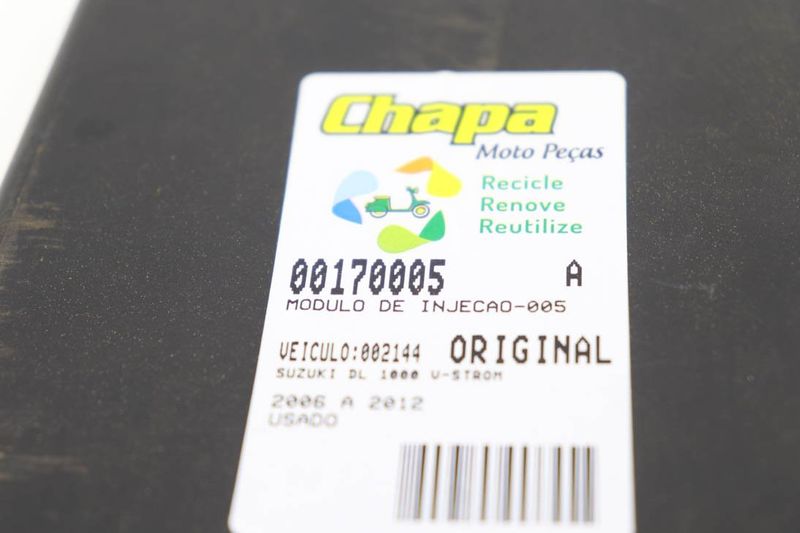 Chapa
Moto Peças
Recicle
Renove
Reutilize
00170005 A
MODULO DE INJECAO-005
VEICULO:002144 ORIGINAL
SUZUKI DL 1000 V-STROM
2006 A 2012
USADO